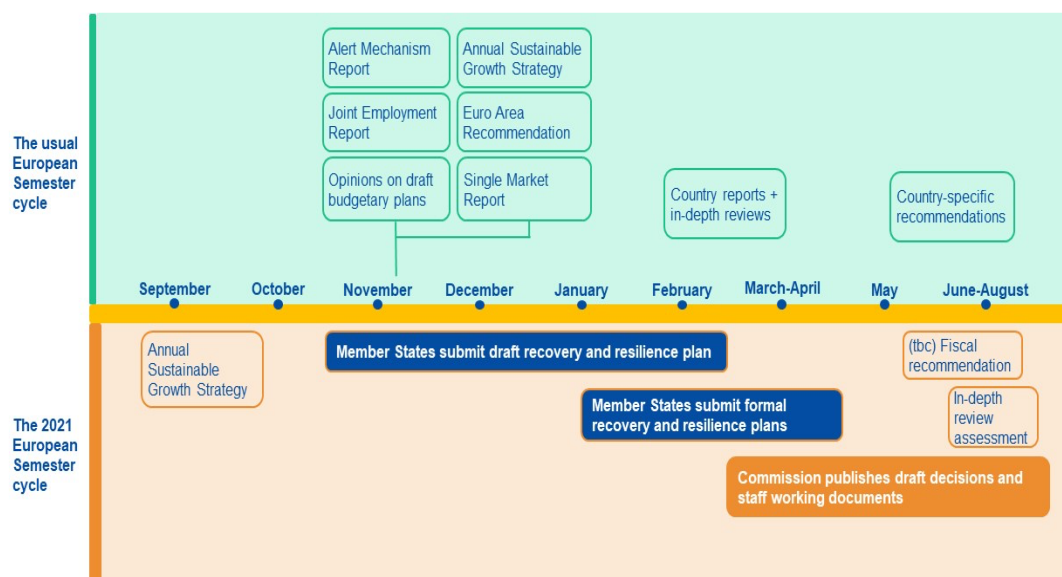 The usual
European
Semester
cycle
Alert Mechanism
Report
Annual Sustainable
Growth Strategy
Joint Employment
Report
Euro Area
Recommendation
Opinions on draft
budgetary plans
Single Market
Report
Country reports +
in-depth reviews
Country-specific
recommendations
September
October
November
December
January
February
March-April
May
June-August
The 2021
European
Semester
cycle
Annual
Sustainable
Growth Strategy
Member States submit draft recovery and resilience plan
(tbc) Fiscal
recommendation
Member States submit formal
recovery and resilience plans
In-depth
review
assessment
Commission publishes draft decisions and
staff working documents